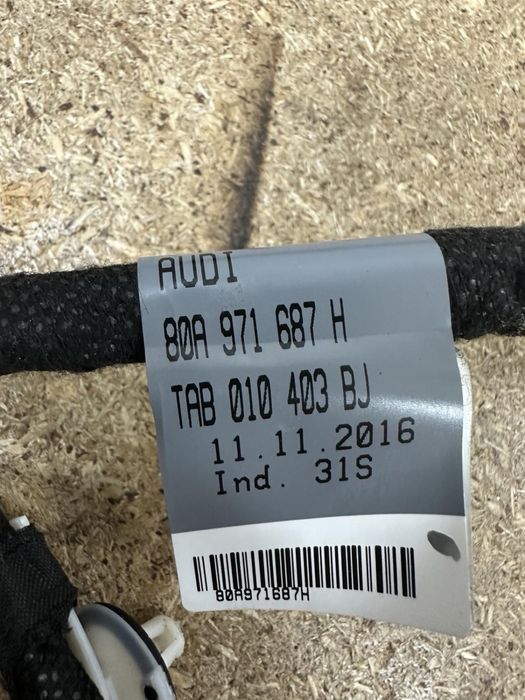 AUDI
80A 971 687 H
TAB 010 403 BJ
11.11.2016
Ind. 31S
80A971687H